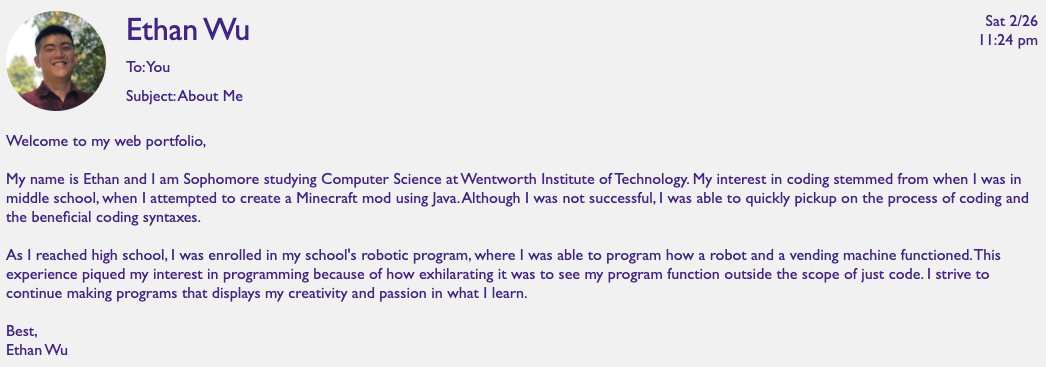 Ethan Wu
Sat 2/26
11:24 pm
To: You
Subject: About Me
Welcome to my web portfolio,
My name is Ethan and I am Sophomore studying Computer Science at Wentworth Institute of Technology. My interest in coding stemmed from when I was in
middle school, when I attempted to create a Minecraft mod using Java. Although I was not successful, I was able to quickly pickup on the process of coding and
the beneficial coding syntaxes.
As I reached high school, I was enrolled in my school's robotic program, where I was able to program how a robot and a vending machine functioned. This
experience piqued my interest in programming because of how exhilarating it was to see my program function outside the scope of just code. I strive to
continue making programs that displays my creativity and passion in what I learn.
Best,
Ethan Wu